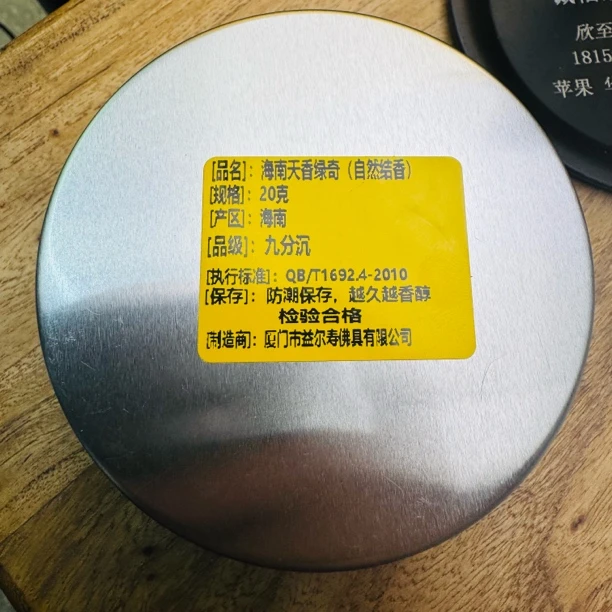 [品名]：海南天香绿奇（自然结香）
[规格]：20克
[产区]：海南
[品级]：九分沉
[执行标准]：QB/T1692.4-2010
[保存]：防潮保存，越久越香醇
检验合格
[制造商]：厦门市益尔寿佛具有限公司
欣至
1815
苹果